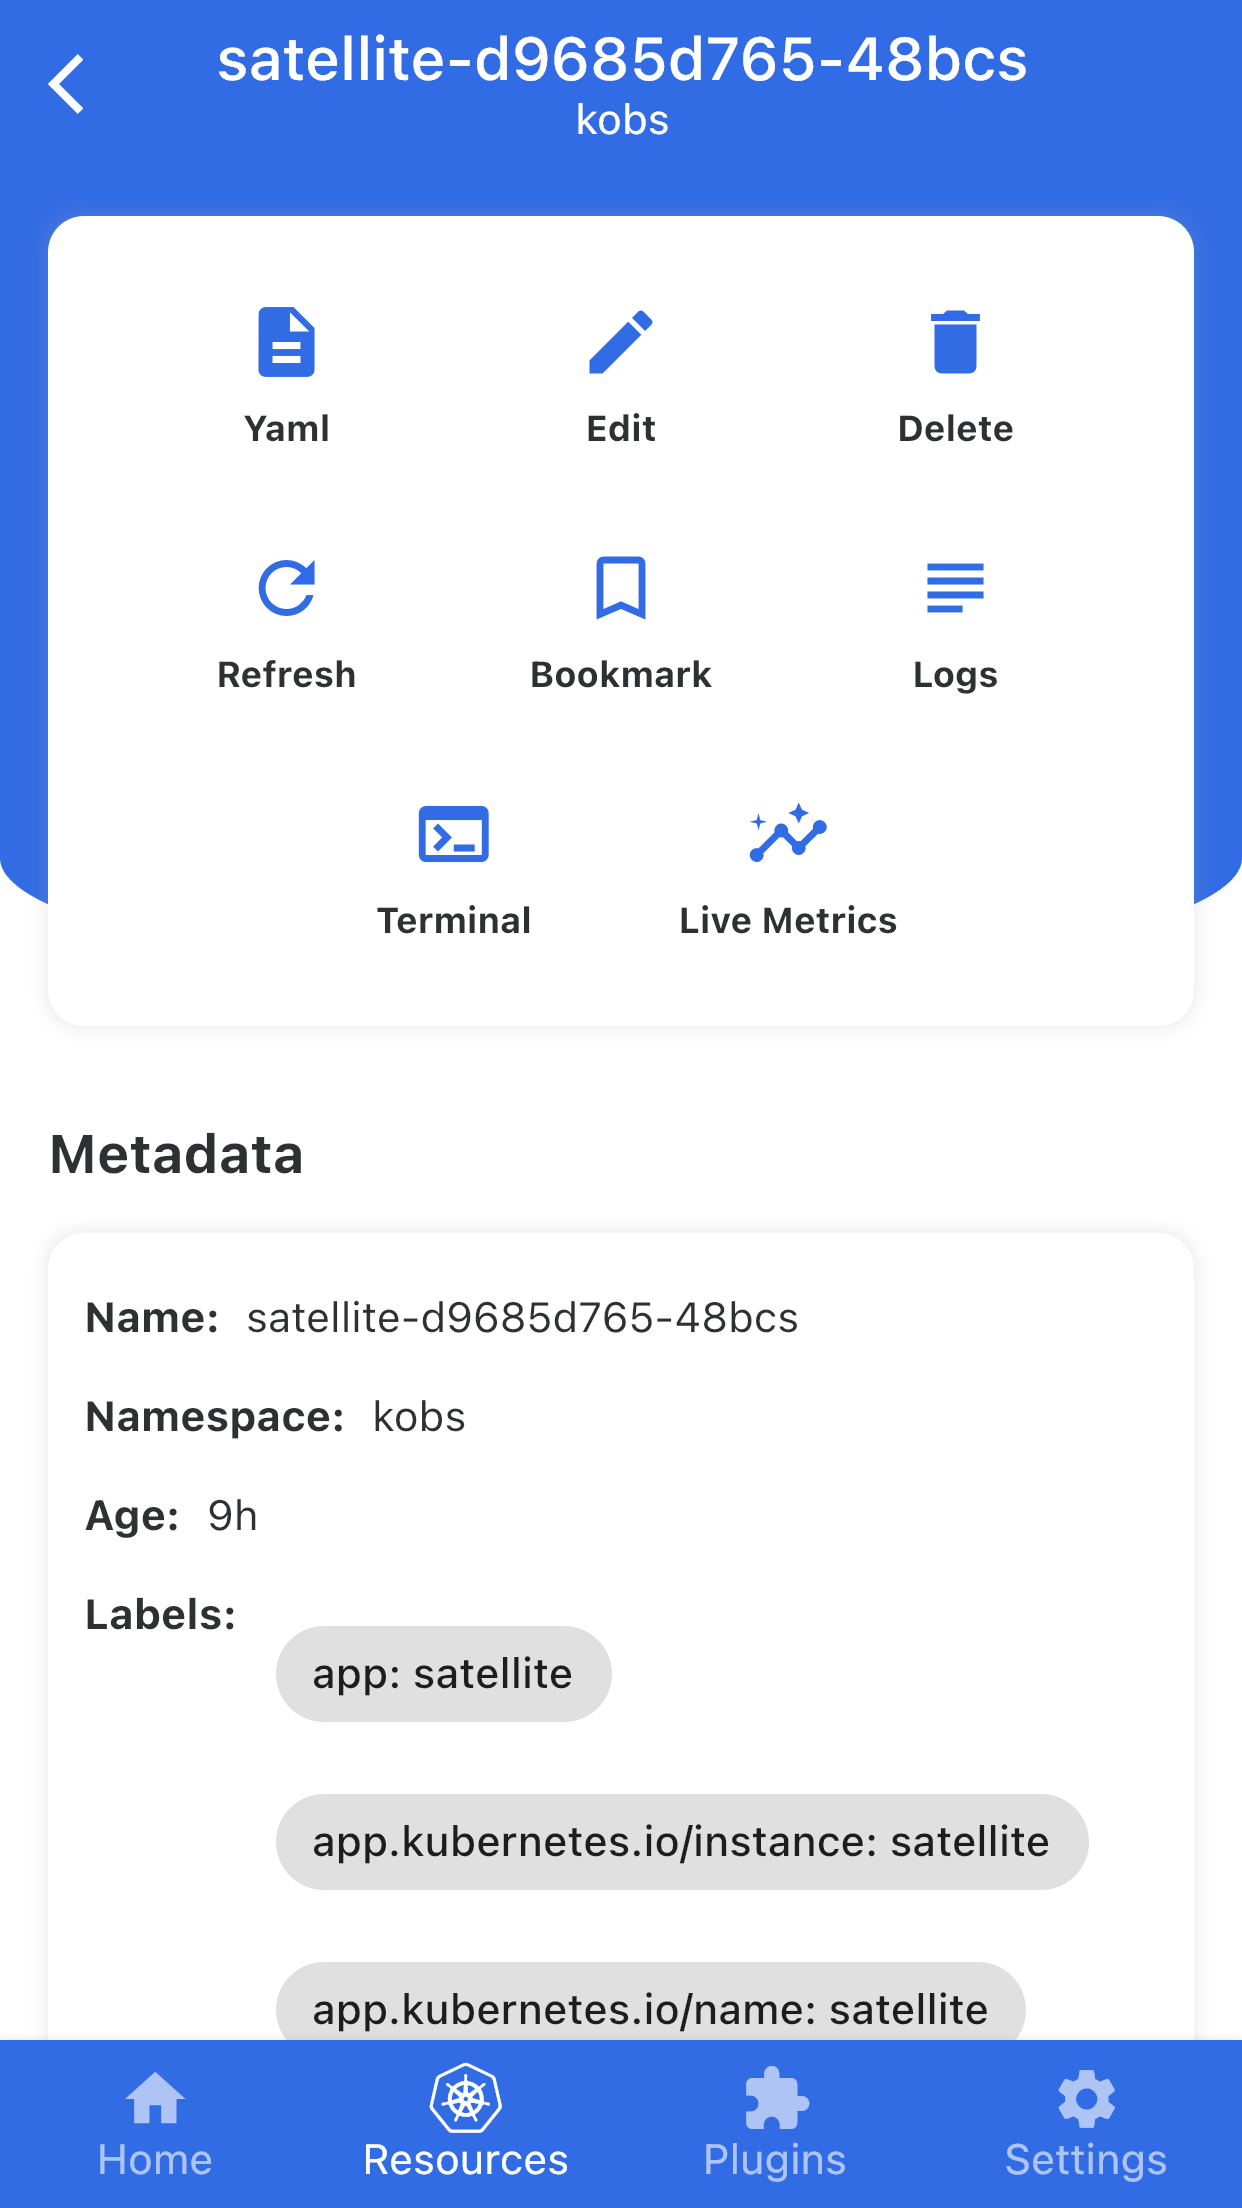 satellite-d9685d765-48bcs
kobs
Yaml
Edit
Delete
Refresh
Bookmark
Logs
Terminal
Live Metrics
Metadata
Name: satellite-d9685d765-48bcs
Namespace: kobs
Age: 9h
Labels:
app: satellite
app.kubernetes.io/instance: satellite
app.kubernetes.io/name: satellite
Home
Resources
Plugins
Settings